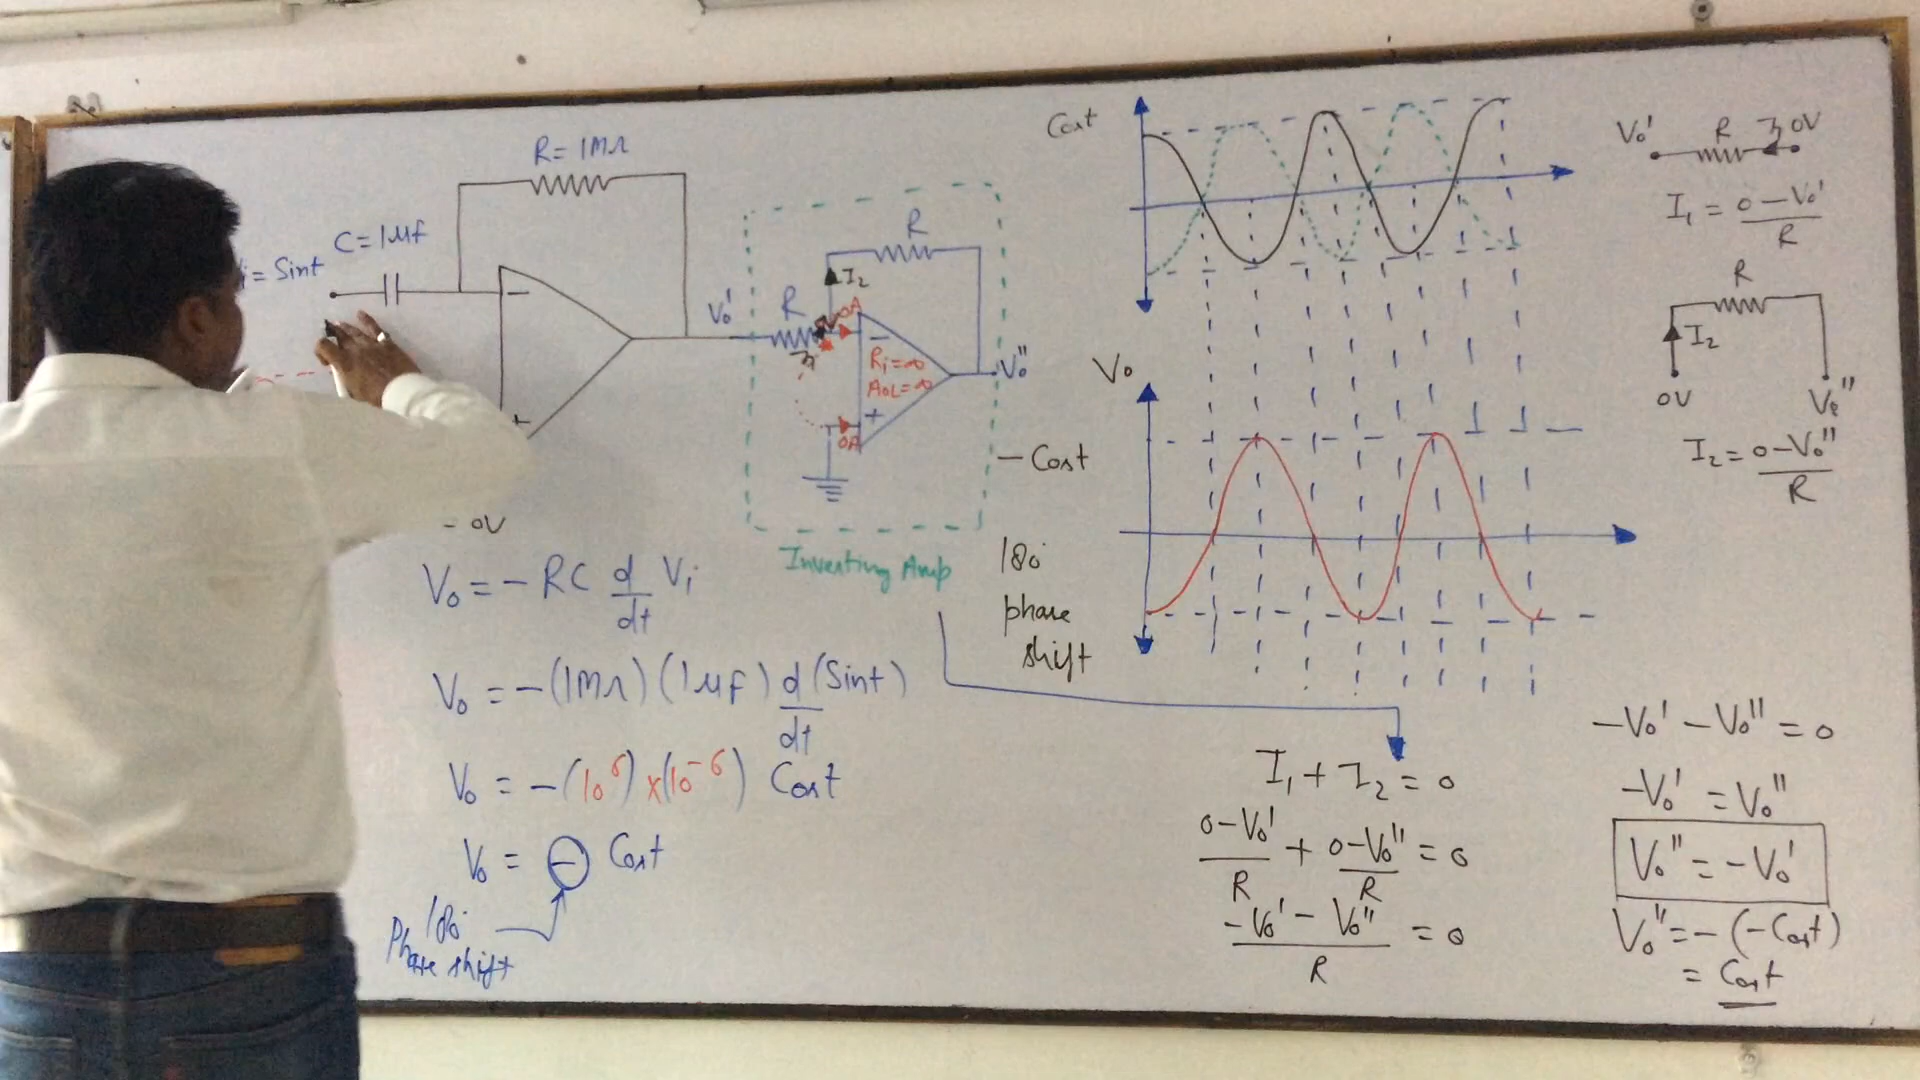 R = 1MΩ
C = 1μf
i = Sint
−
+
- 0V
Vo'
R
I2
R
0A
−
Ri = ∞
AOL = ∞
+
0A
Vo''
Inverting Amp
Vo = - RC d/dt Vi
Vo = -(1MΩ) (1μf) d/dt (Sint)
Vo = -(10^6) x (10^-6) Cost
Vo = - Cost
180
Phase shift
Cost
Vo
- Cost
180
phase
shift
I1 + I2 = 0
0-Vo'/R + 0-Vo''/R = 0
-Vo' - Vo''/R = 0
Vo' R I1 0V
I1 = 0-Vo'/R
R
I2
0V
Vo''
I2 = 0-Vo''/R
-Vo' - Vo'' = 0
-Vo' = Vo''
Vo'' = -Vo'
Vo'' = - (-Cost)
= Cost